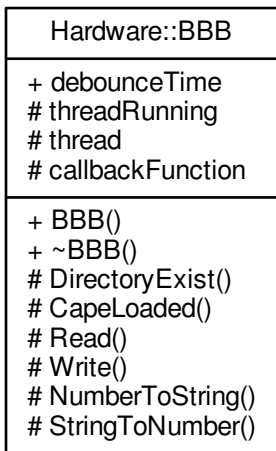 Hardware::BBB
+ debounceTime
# threadRunning
# thread
# callbackFunction
+ BBB()
+ ~BBB()
# DirectoryExist()
# CapeLoaded()
# Read()
# Write()
# NumberToString()
# StringToNumber()